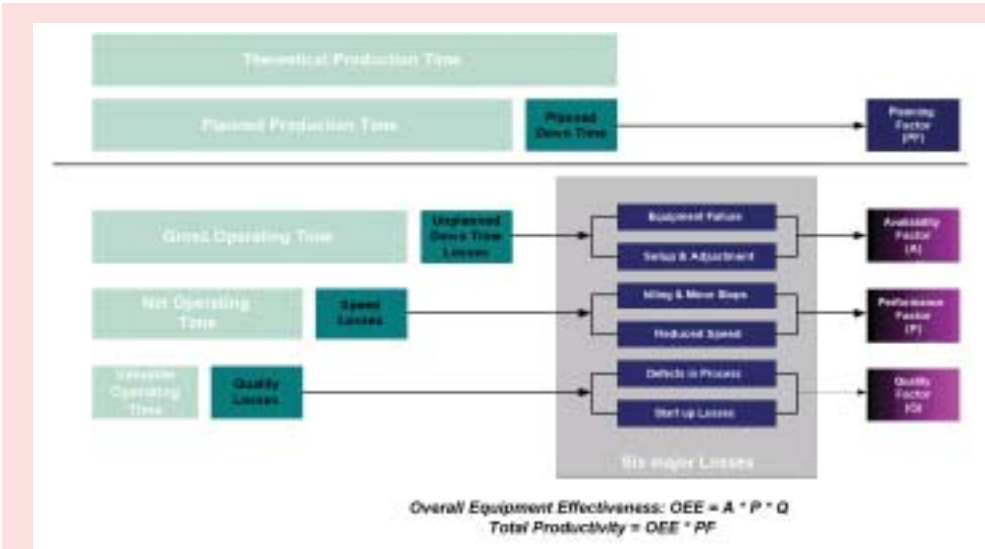 Theoretical Production Time
Planned Production Time
Planned
Down Time
Planning
Factor
(PF)
Gross Operating Time
Unplanned
Down Time
Losses
Equipment Failure
Setup & Adjustment
Availability
Factor
(A)
Net Operating
Time
Speed
Losses
Idling & Minor Stops
Reduced Speed
Performance
Factor
(P)
Valuable
Operating
Time
Quality
Losses
Defects in Process
Start up Losses
Quality
Factor
(Q)
Six major Losses
Overall Equipment Effectiveness: OEE = A * P * Q
Total Productivity = OEE * PF